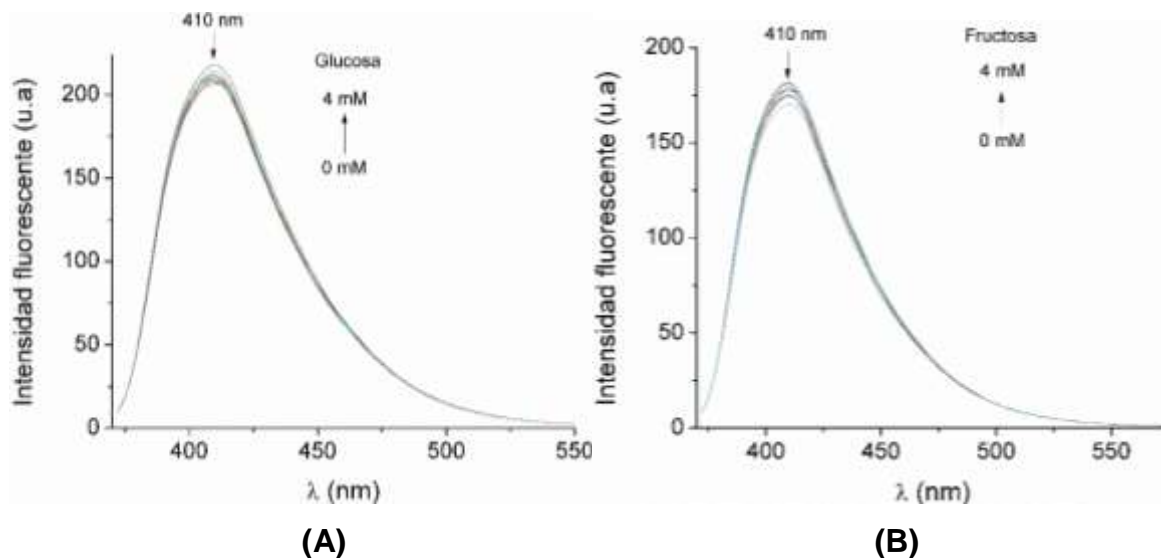 410 nm
Glucosa
4 mM
0 mM
Intensidad fluorescente (u.a)
200
150
100
50
0
400
450
500
550
λ (nm)
(A)
410 nm
Fructosa
4 mM
0 mM
Intensidad fluorescente (u.a)
200
150
100
50
0
400
450
500
550
λ (nm)
(B)